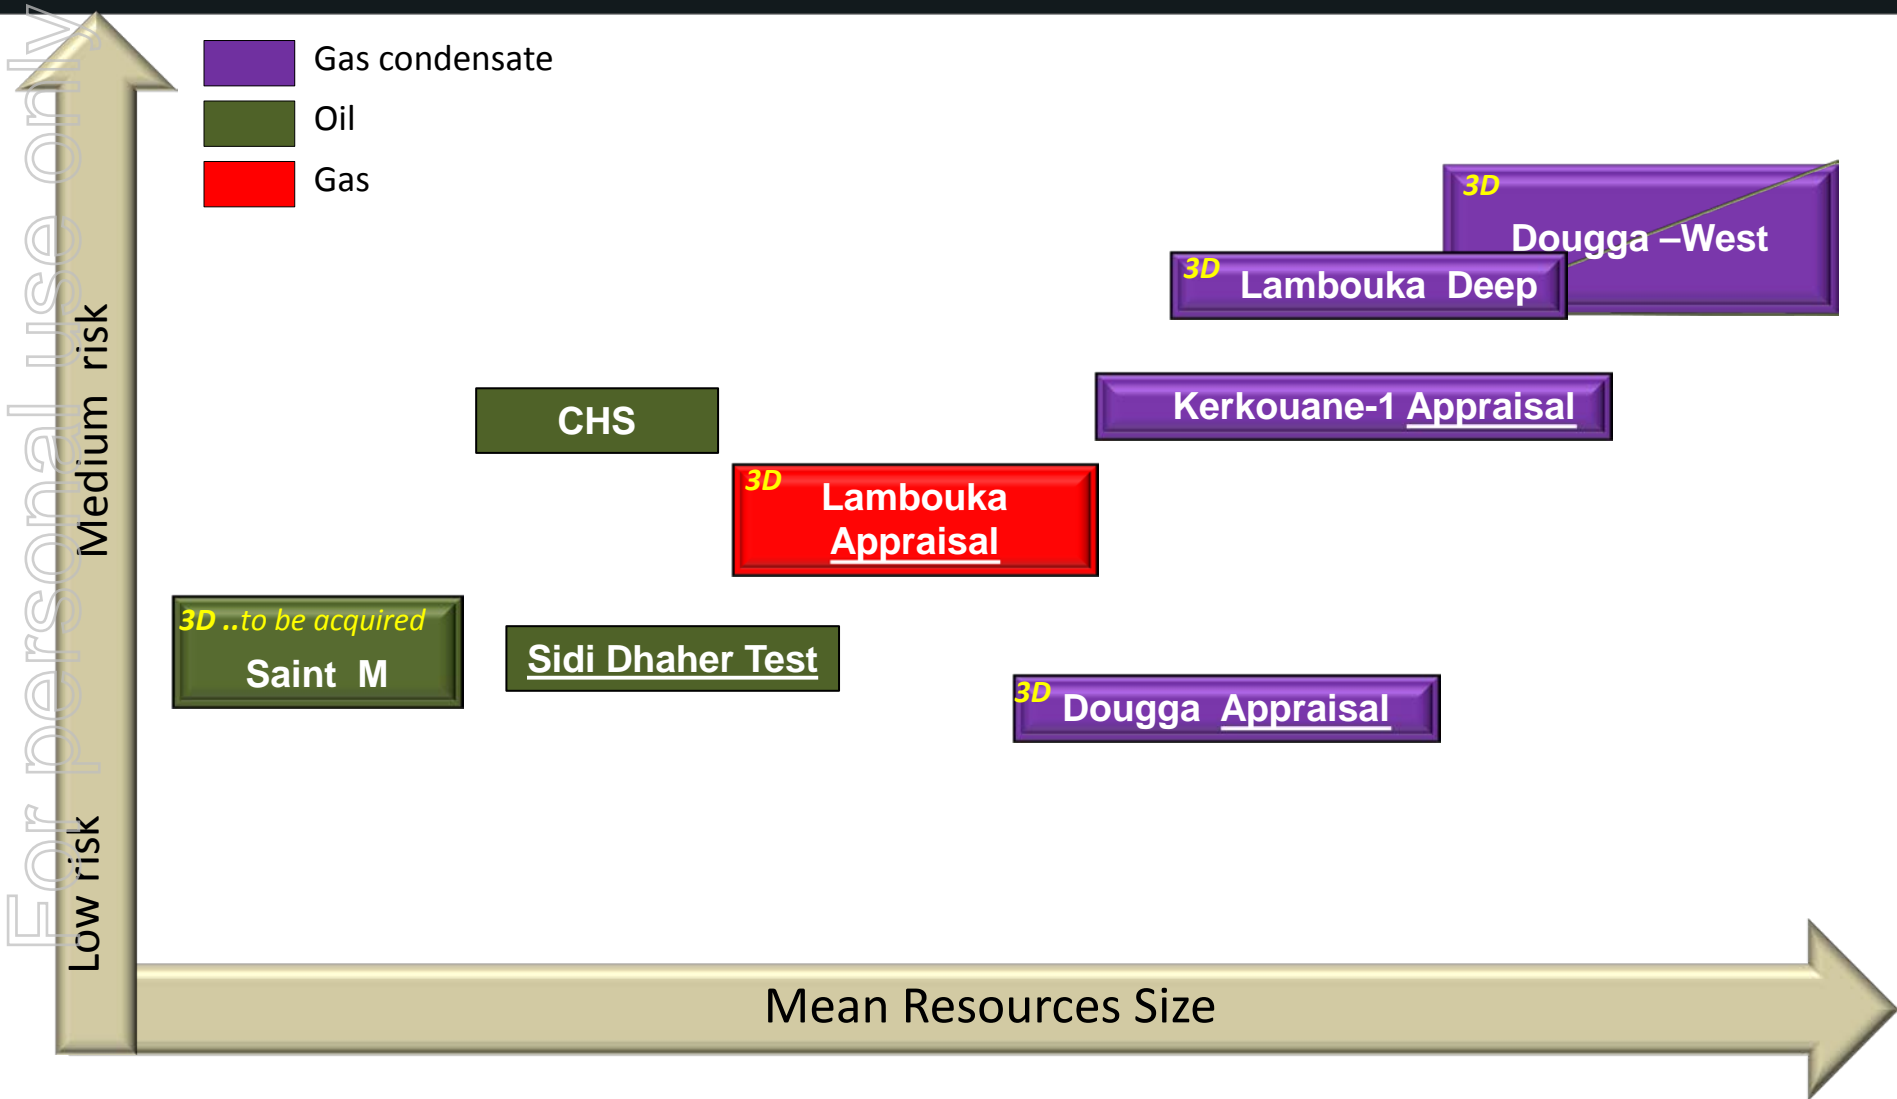 For personal use only
Gas condensate
Oil
Gas
Medium risk
Low risk
3D
Dougga –West
3D
Lambouka Deep
Kerkouane-1 Appraisal
CHS
3D
Lambouka
Appraisal
3D ..to be acquired
Saint M
Sidi Dhaher Test
3D
Dougga Appraisal
Mean Resources Size